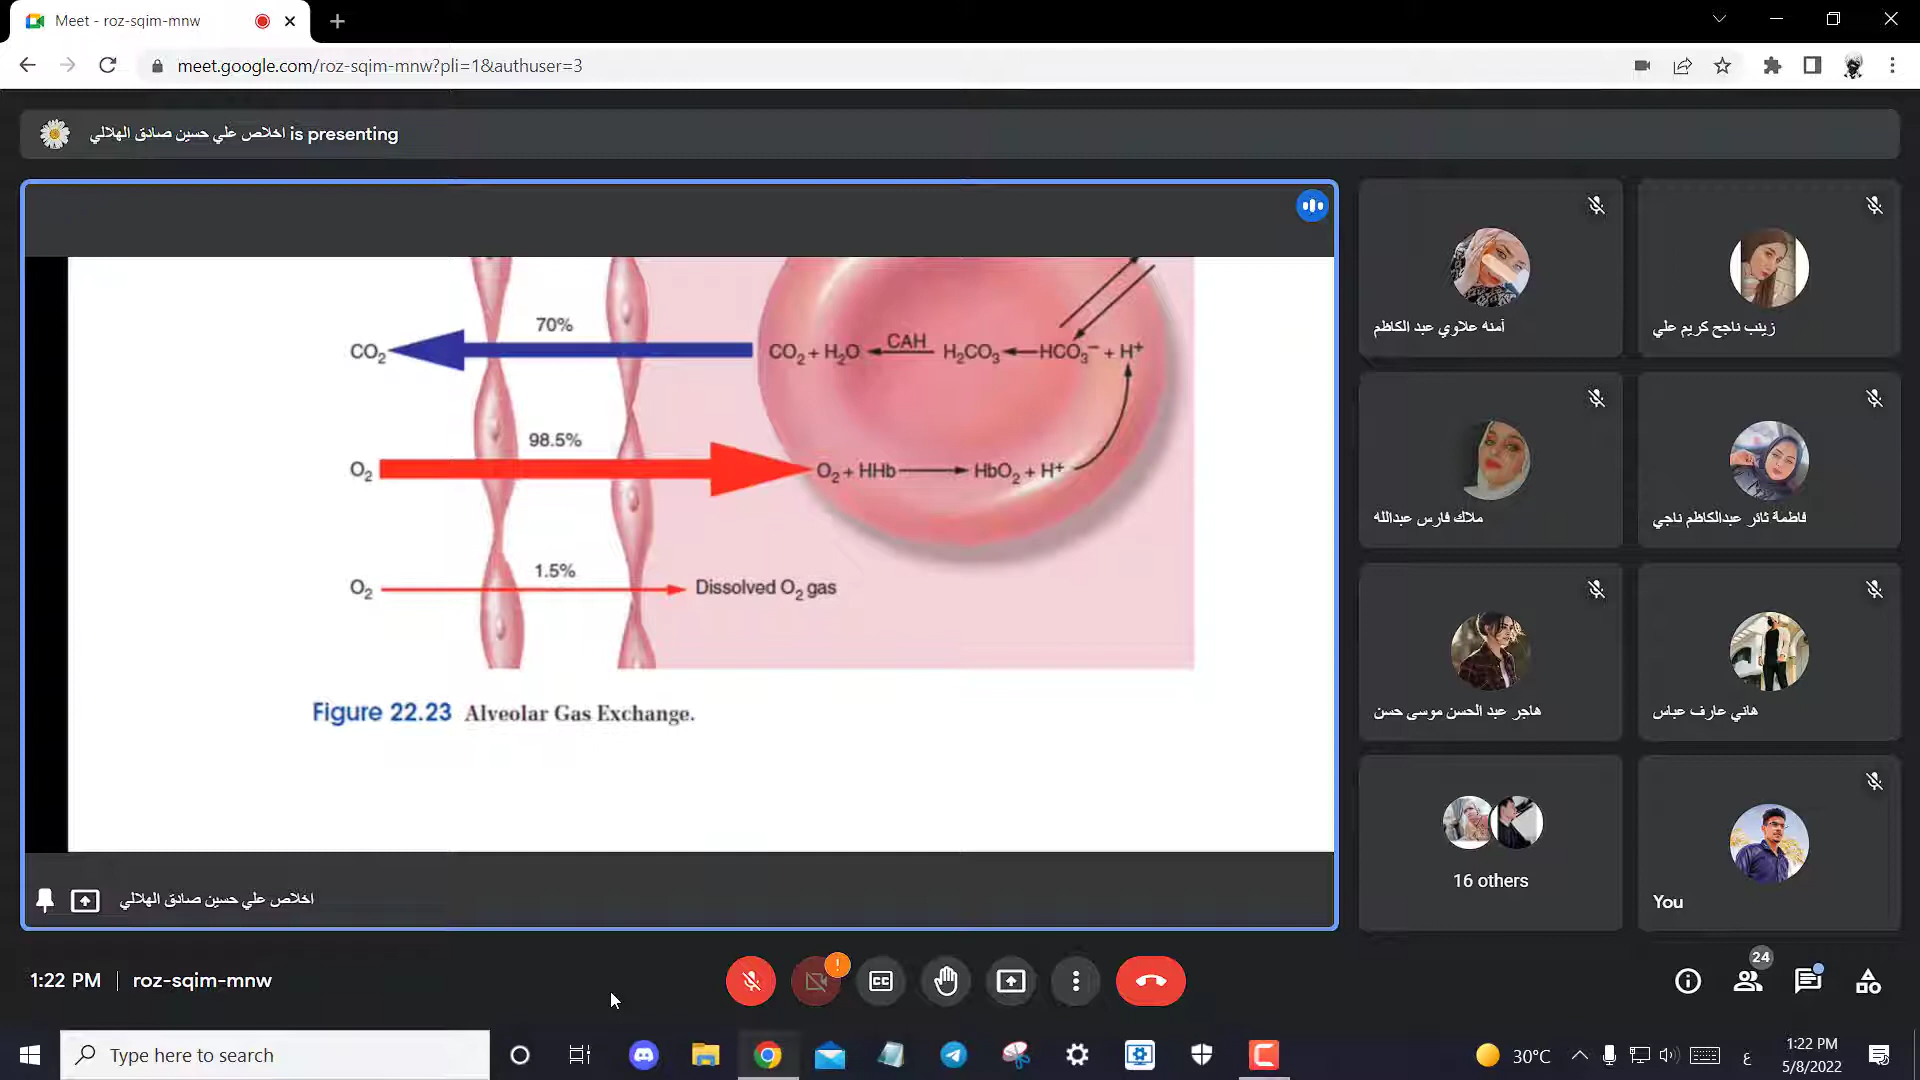 Meet - roz-sqim-mnw
meet.google.com/roz-sqim-mnw?pli=1&authuser=3
اخلاص علي حسين صادق الهلالي is presenting
CO₂
70%
CO₂ + H₂O
CAH
H₂CO₃
HCO₃⁻ + H⁺
O₂
98.5%
O₂ + HHb
HbO₂ + H⁺
O₂
1.5%
Dissolved O₂ gas
Figure 22.23 Alveolar Gas Exchange.
اخلاص علي حسين صادق الهلالي
آمنه علاوي عبد الكاظم
زينب ناجح كريم علي
ملاك فارس عبدالله
فاطمة ثائر عبدالكاظم ناجي
هاجر عبد الحسن موسى حسن
هاني عارف عباس
16 others
You
1:22 PM
roz-sqim-mnw
CC
24
Type here to search
30°C
ع
1:22 PM
5/8/2022